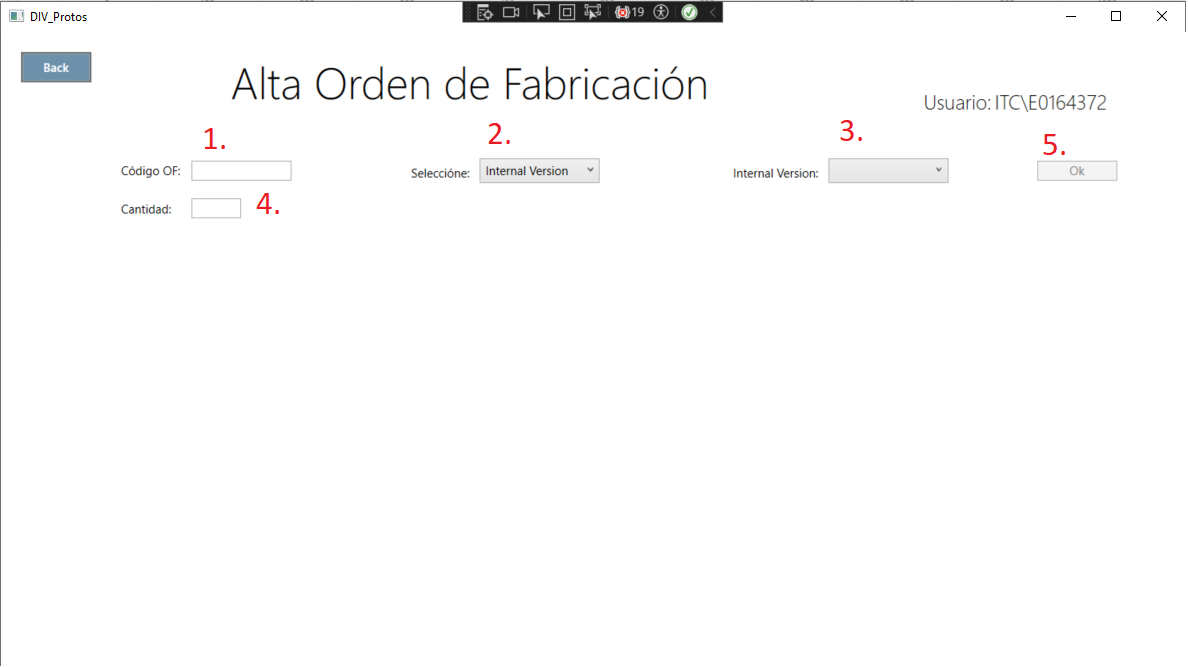 DIV_Protos
19
Back
Alta Orden de Fabricación
Usuario: ITC\E0164372
1.
2.
3.
5.
Código OF:
Seleccióne:
Internal Version
Internal Version:
Ok
Cantidad:
4.